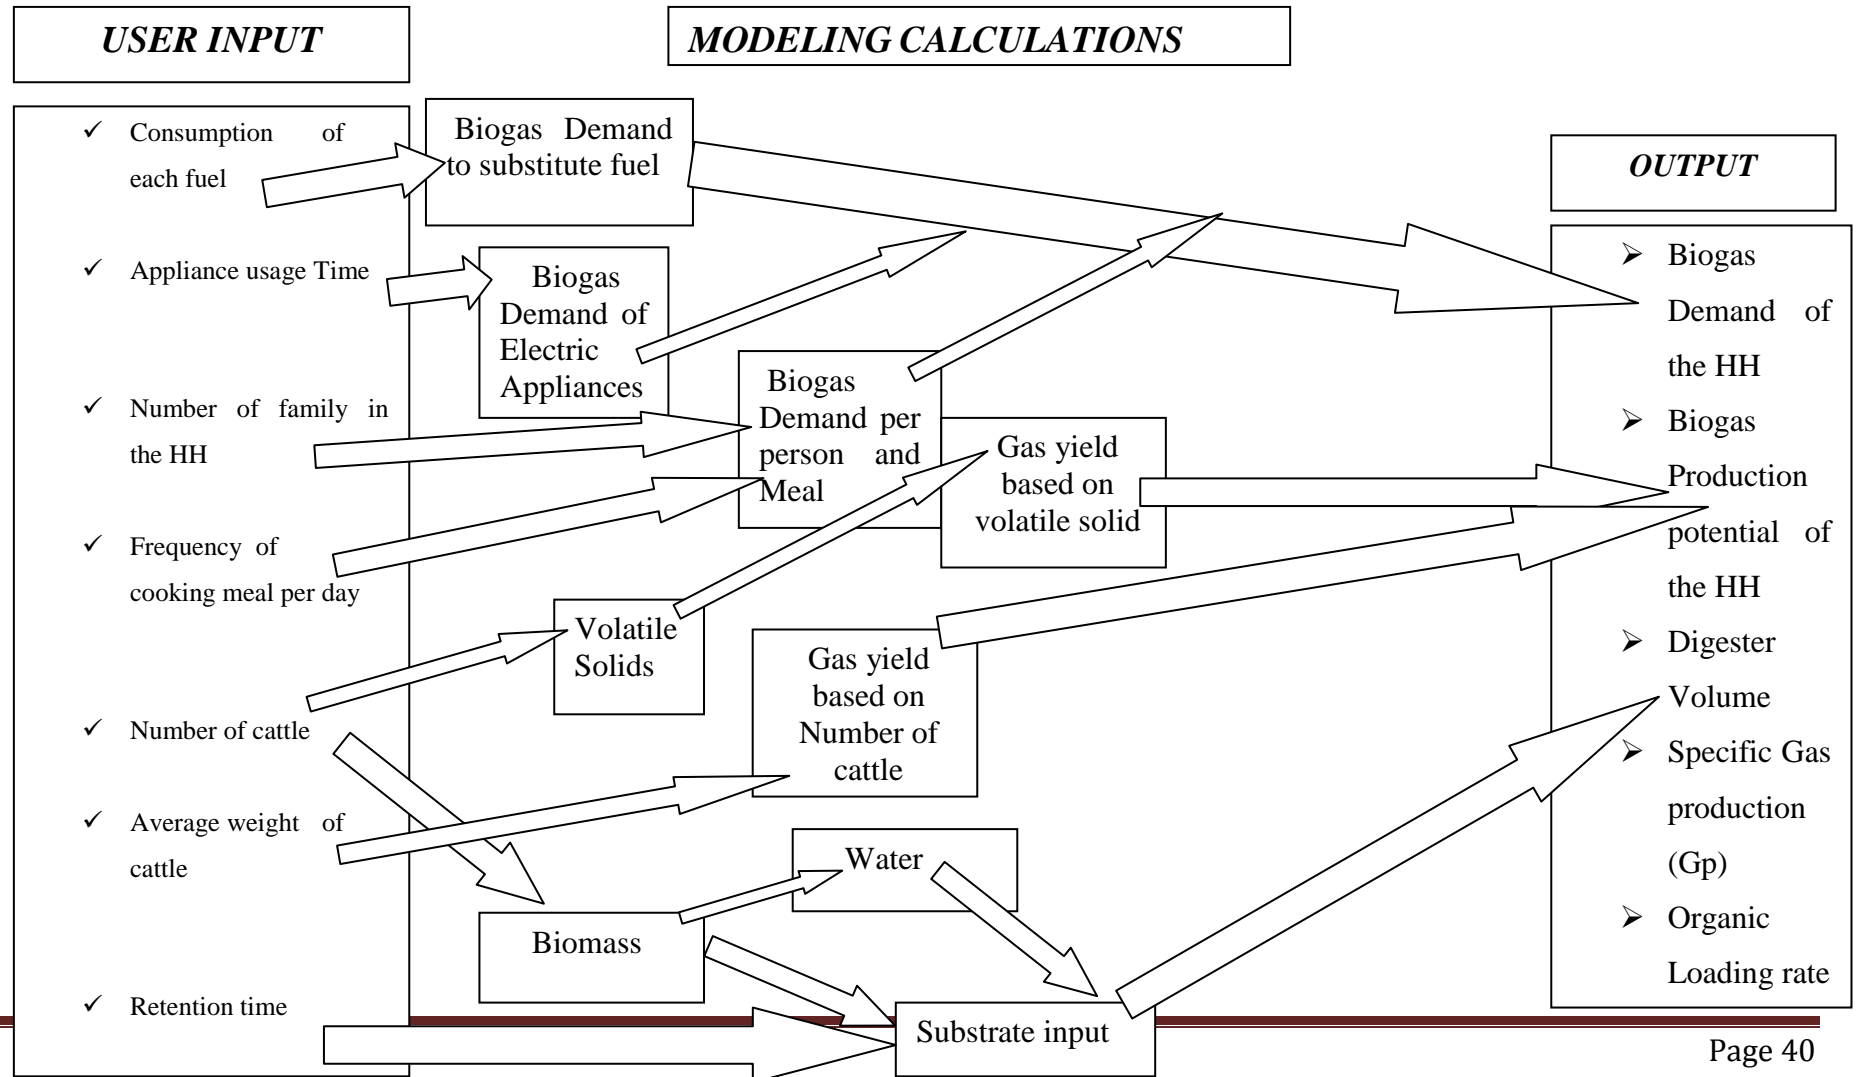 USER INPUT
MODELING CALCULATIONS
✓ Consumption of
each fuel
✓ Appliance usage Time
✓ Number of family in
the HH
✓ Frequency of
cooking meal per day
✓ Number of cattle
✓ Average weight of
cattle
✓ Retention time
Biogas Demand
to substitute fuel
Biogas
Demand of
Electric
Appliances
Biogas
Demand per
person and
Meal
Gas yield
based on
volatile solid
Volatile
Solids
Gas yield
based on
Number of
cattle
Water
Biomass
Substrate input
OUTPUT
➢ Biogas
Demand of
the HH
➢ Biogas
Production
potential of
the HH
➢ Digester
Volume
➢ Specific Gas
production
(Gp)
➢ Organic
Loading rate
Page 40